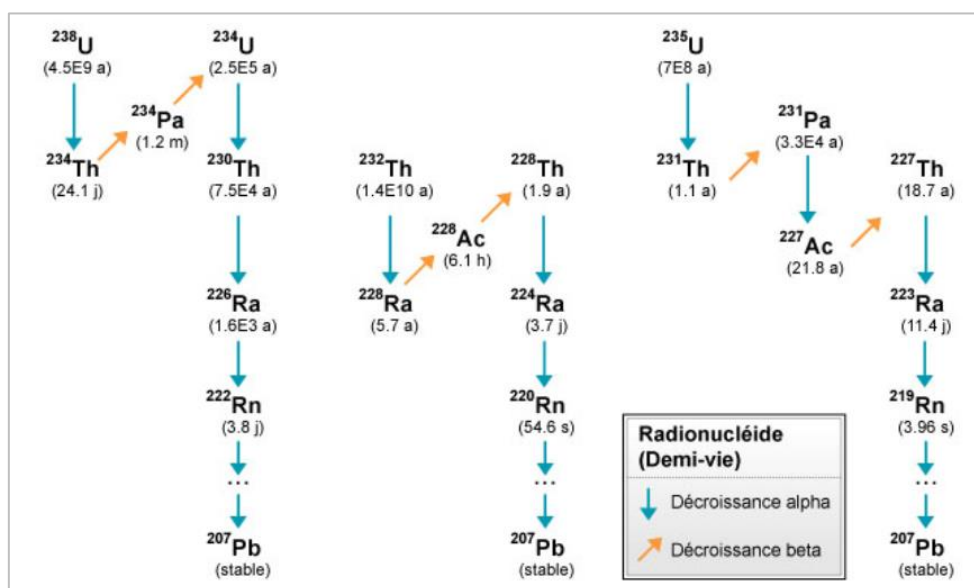 ²³⁸U
(4.5E9 a)
²³⁴Pa
(1.2 m)
²³⁴Th
(24.1 j)
²³⁴U
(2.5E5 a)
²³⁰Th
(7.5E4 a)
²²⁶Ra
(1.6E3 a)
²²²Rn
(3.8 j)
...
²⁰⁷Pb
(stable)
²³²Th
(1.4E10 a)
²²⁸Ac
(6.1 h)
²²⁸Ra
(5.7 a)
²²⁸Th
(1.9 a)
²²⁴Ra
(3.7 j)
²²⁰Rn
(54.6 s)
...
²⁰⁷Pb
(stable)
²³⁵U
(7E8 a)
²³¹Th
(1.1 a)
²³¹Pa
(3.3E4 a)
²²⁷Ac
(21.8 a)
²²⁷Th
(18.7 a)
²²³Ra
(11.4 j)
²¹⁹Rn
(3.96 s)
...
²⁰⁷Pb
(stable)
Radionucléide
(Demi-vie)
Décroissance alpha
Décroissance beta